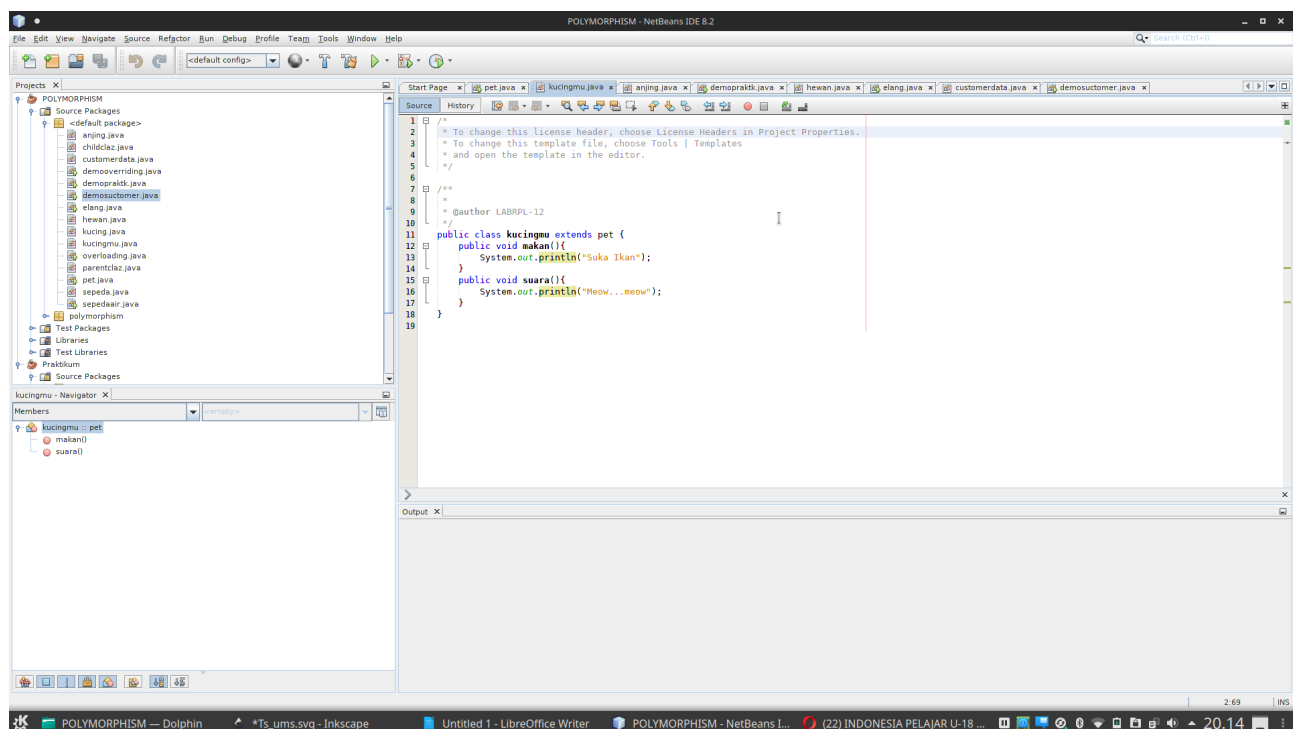 POLYMORPHISM - NetBeans IDE 8.2
File Edit View Navigate Source Refactor Run Debug Profile Team Tools Window Help
Search (Ctrl+I)
<default config>
Projects
POLYMORPHISM
Source Packages
<default package>
anjing.java
childclaz.java
customerdata.java
demooverriding.java
demopraktk.java
demosuctomer.java
elang.java
hewan.java
kucing.java
kucingmu.java
overloading.java
parentclaz.java
pet.java
sepeda.java
sepedaair.java
polymorphism
Test Packages
Libraries
Test Libraries
Praktikum
Source Packages
kucingmu - Navigator
Members
<empty>
kucingmu :: pet
makan()
suara()
Start Page pet.java kucingmu.java anjing.java demopraktk.java hewan.java elang.java customerdata.java demosuctomer.java
Source History
1 /*
2 * To change this license header, choose License Headers in Project Properties.
3 * To change this template file, choose Tools | Templates
4 * and open the template in the editor.
5 */
6
7 /**
8 *
9 * @author LABRPL-12
10 */
11 public class kucingmu extends pet {
12 public void makan(){
13 System.out.println("Suka Ikan");
14 }
15 public void suara(){
16 System.out.println("Meow...meow");
17 }
18 }
19
Output
2:69 INS
POLYMORPHISM — Dolphin *Ts_ums.svg - Inkscape Untitled 1 - LibreOffice Writer POLYMORPHISM - NetBeans I... (22) INDONESIA PELAJAR U-18 ... 20.14